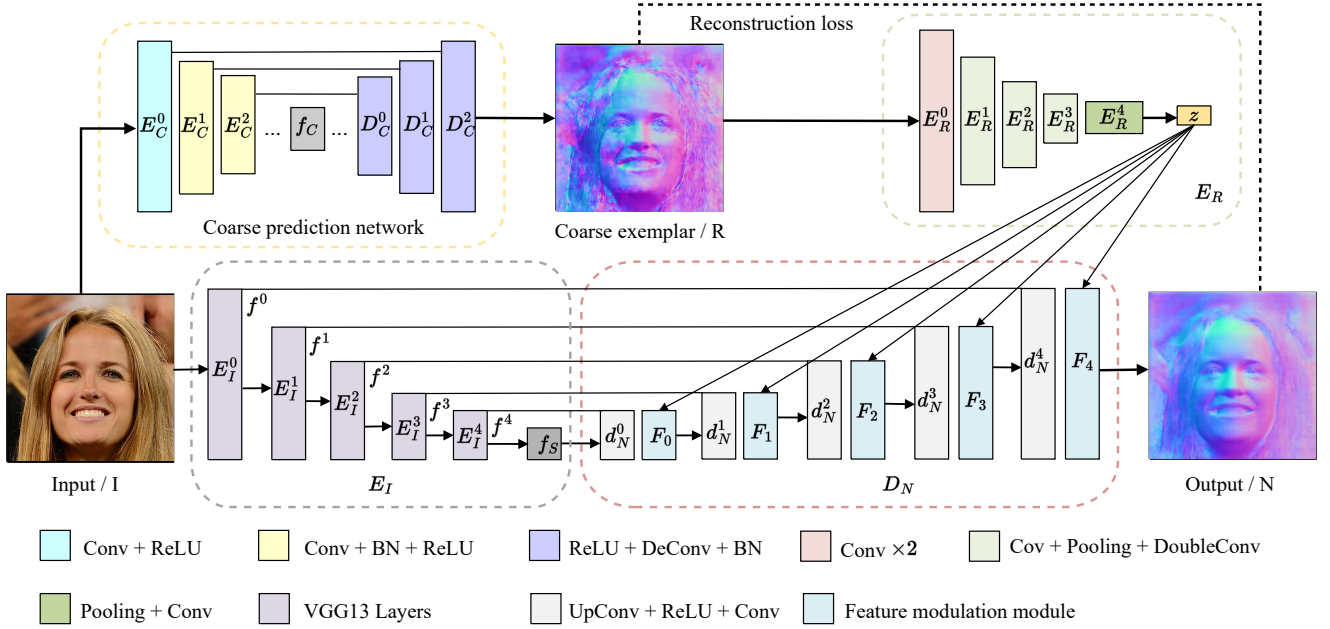 Reconstruction loss
E_C^0
E_C^1
E_C^2
...
f_C
...
D_C^0
D_C^1
D_C^2
Coarse prediction network
Coarse exemplar / R
E_R^0
E_R^1
E_R^2
E_R^3
E_R^4
z
E_R
E_I^0
f^0
E_I^1
f^1
E_I^2
f^2
E_I^3
f^3
E_I^4
f^4
f_S
d_N^0
F_0
d_N^1
F_1
d_N^2
F_2
d_N^3
F_3
d_N^4
F_4
Input / I
E_I
D_N
Output / N
Conv + ReLU
Conv + BN + ReLU
ReLU + DeConv + BN
Conv ×2
Cov + Pooling + DoubleConv
Pooling + Conv
VGG13 Layers
UpConv + ReLU + Conv
Feature modulation module